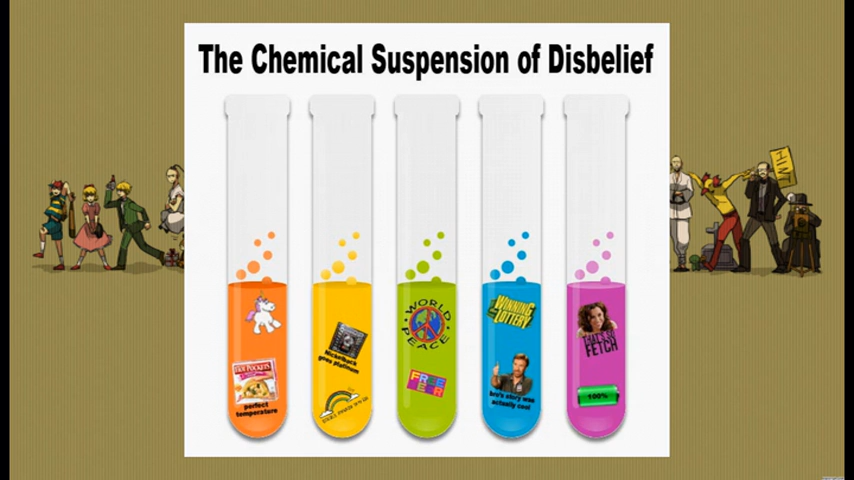 The Chemical Suspension of Disbelief
HOT POCKETS
perfect
temperature
Nickelback
goes platinum
WORLD
PEACE
FREE
BEER
WINNING
LOTTERY
bro's story was
actually cool
THAT'S SO
FETCH
100%